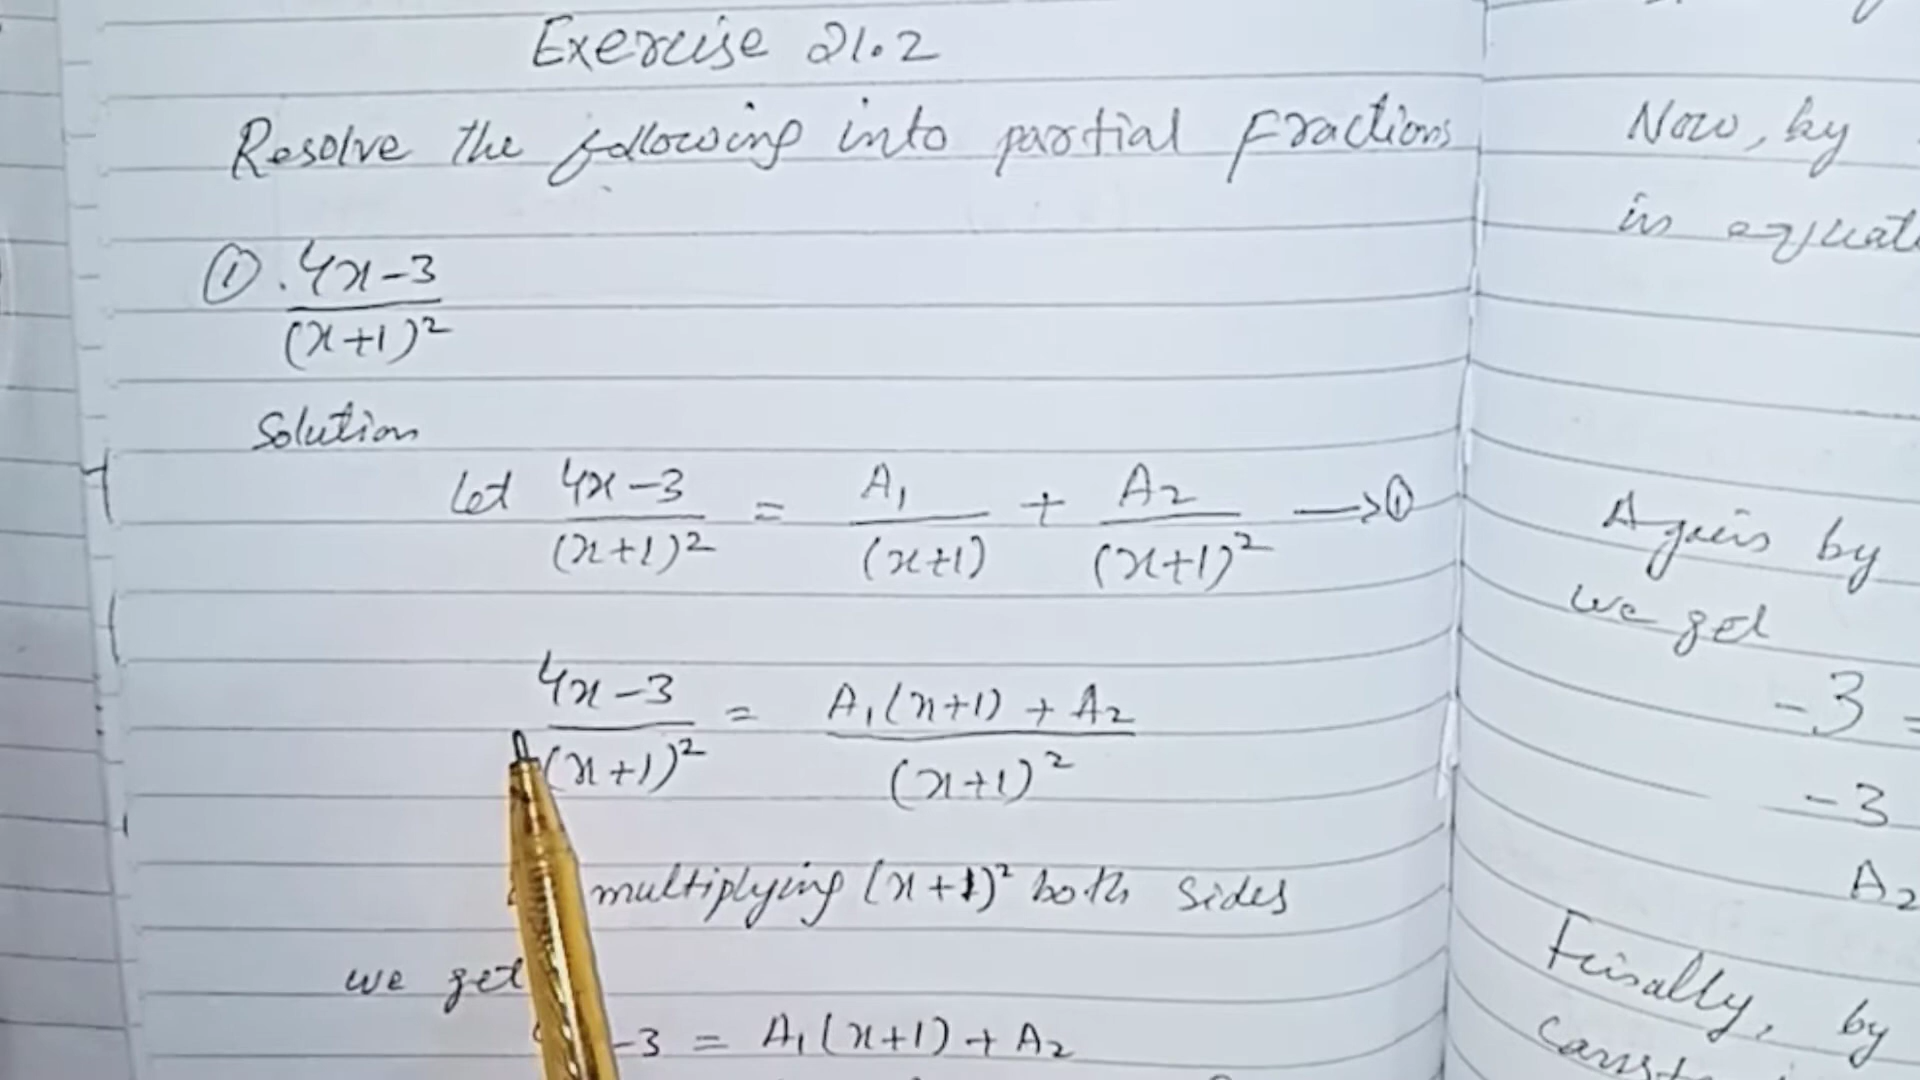 Exercise 21.2
Resolve the following into partial Fractions
① . 4x-3
(x+1)²
Solution
Let 4x-3 / (x+1)² = A₁ / (x+1) + A₂ / (x+1)² → ①
4x-3 / (x+1)² = A₁(x+1) + A₂ / (x+1)²
multiplying (x+1)² both sides
we get
-3 = A₁(x+1) + A₂
Now, by
in equat
Again by
we get
-3 =
-3
A₂
Finally, by